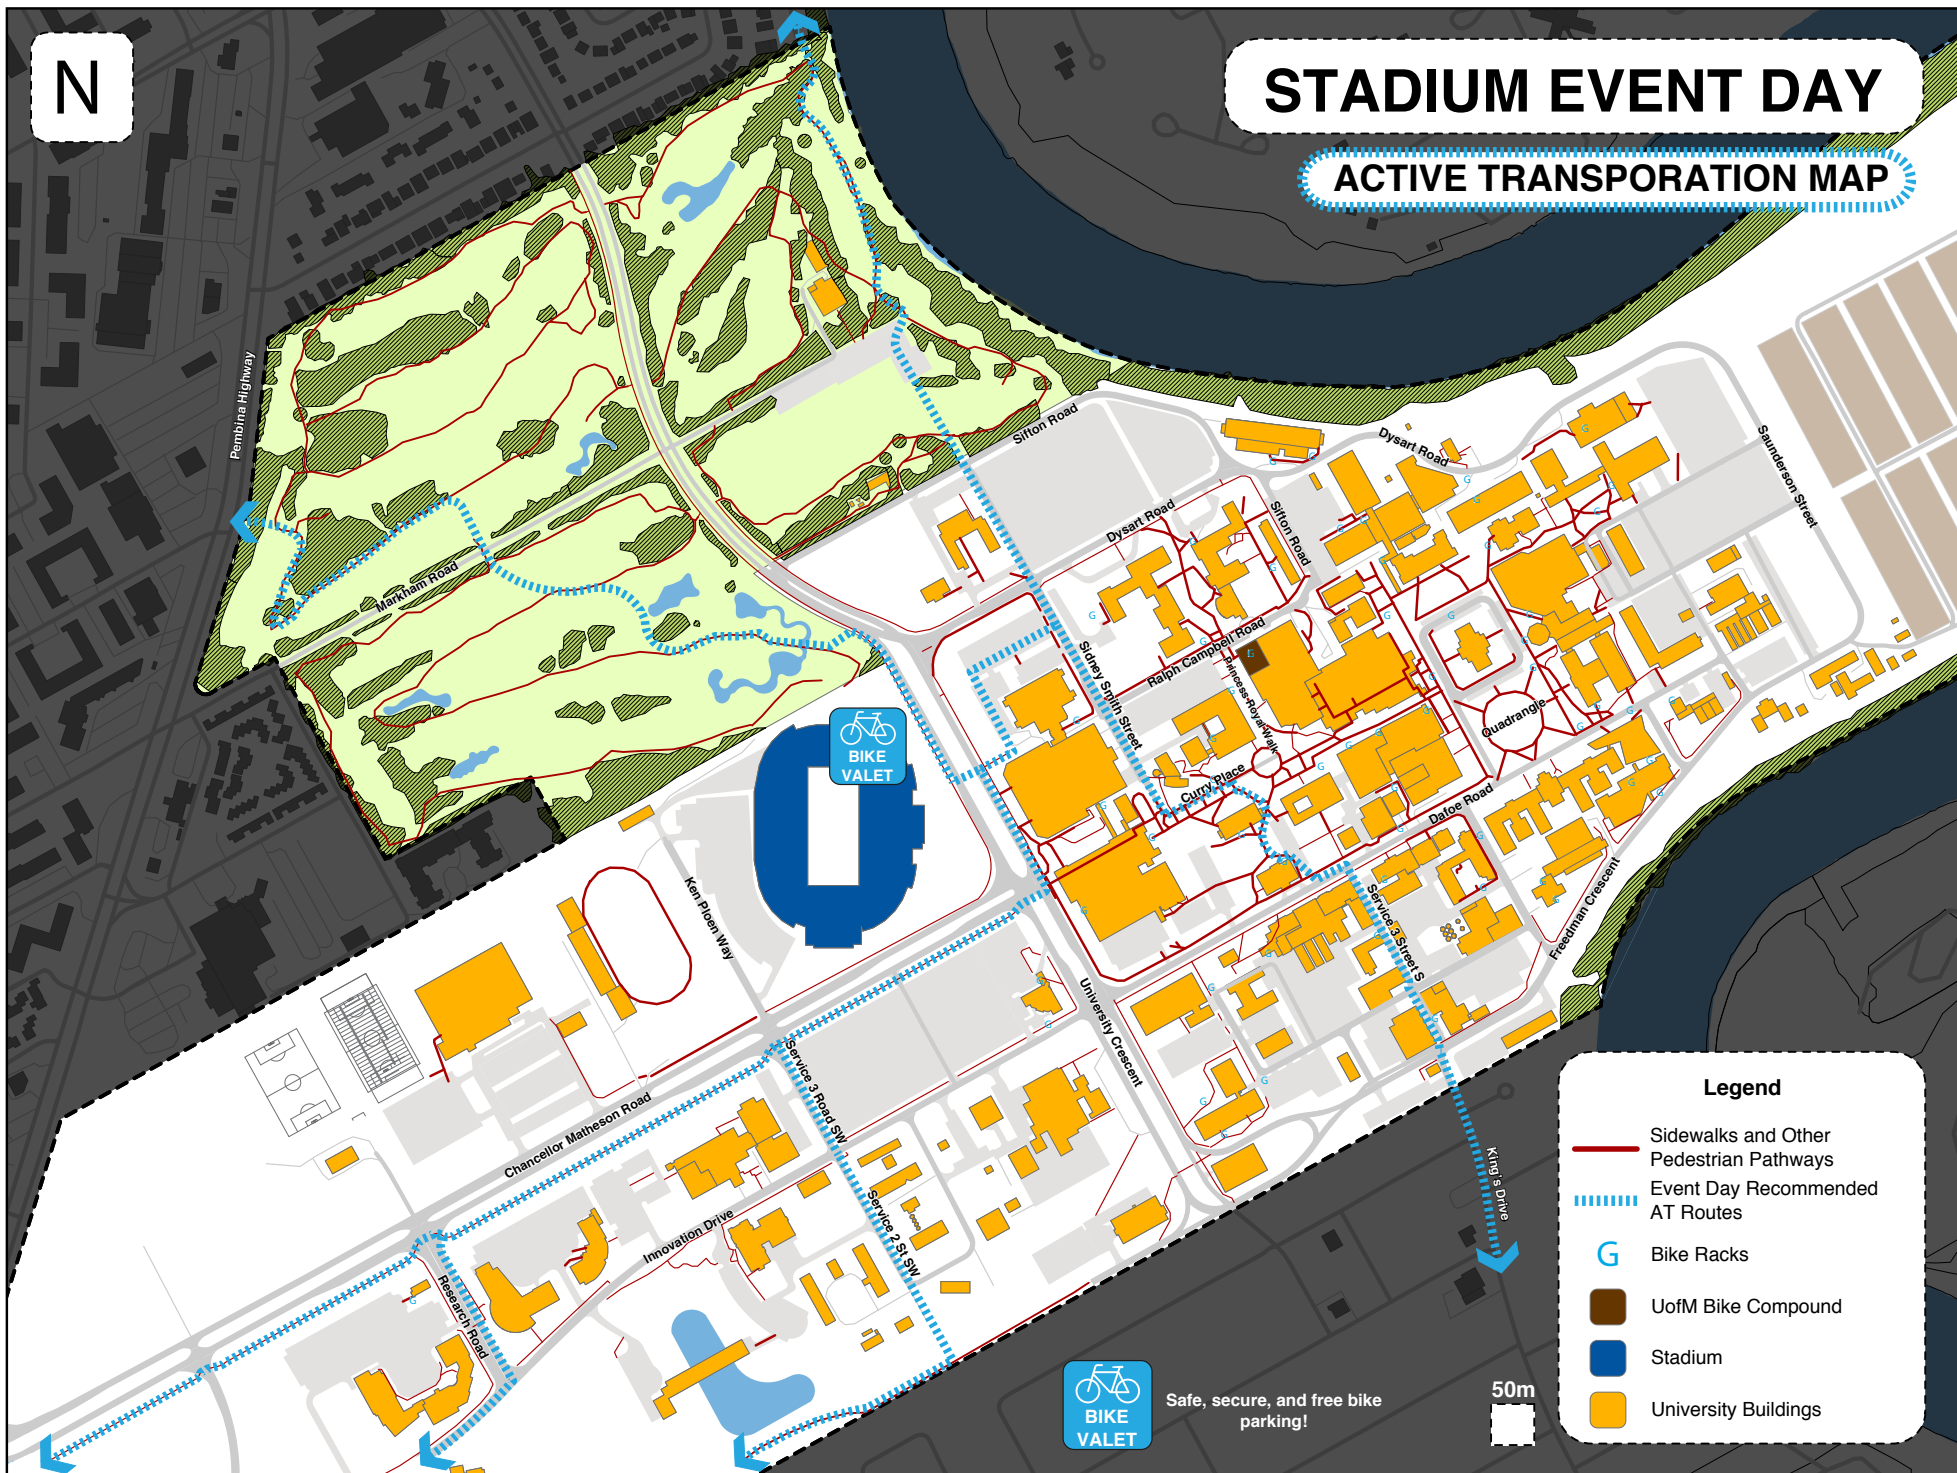 N
STADIUM EVENT DAY
ACTIVE TRANSPORATION MAP
Pembina Highway
Sifton Road
Dysart Road
Saunderson Street
Dysart Road
Sifton Road
Markham Road
Ralph Campbell Road
Sidney Smith Street
Princess Royal Walk
Quadrangle
BIKE
VALET
Curry Place
Dafoe Road
Ken Ploen Way
Service 3 Street S
Freedman Crescent
University Crescent
Service 3 Road SW
Chancellor Matheson Road
King's Drive
Innovation Drive
Service 2 St SW
Research Road
Legend
Sidewalks and Other
Pedestrian Pathways
Event Day Recommended
AT Routes
G Bike Racks
UofM Bike Compound
Stadium
University Buildings
BIKE
VALET
Safe, secure, and free bike
parking!
50m